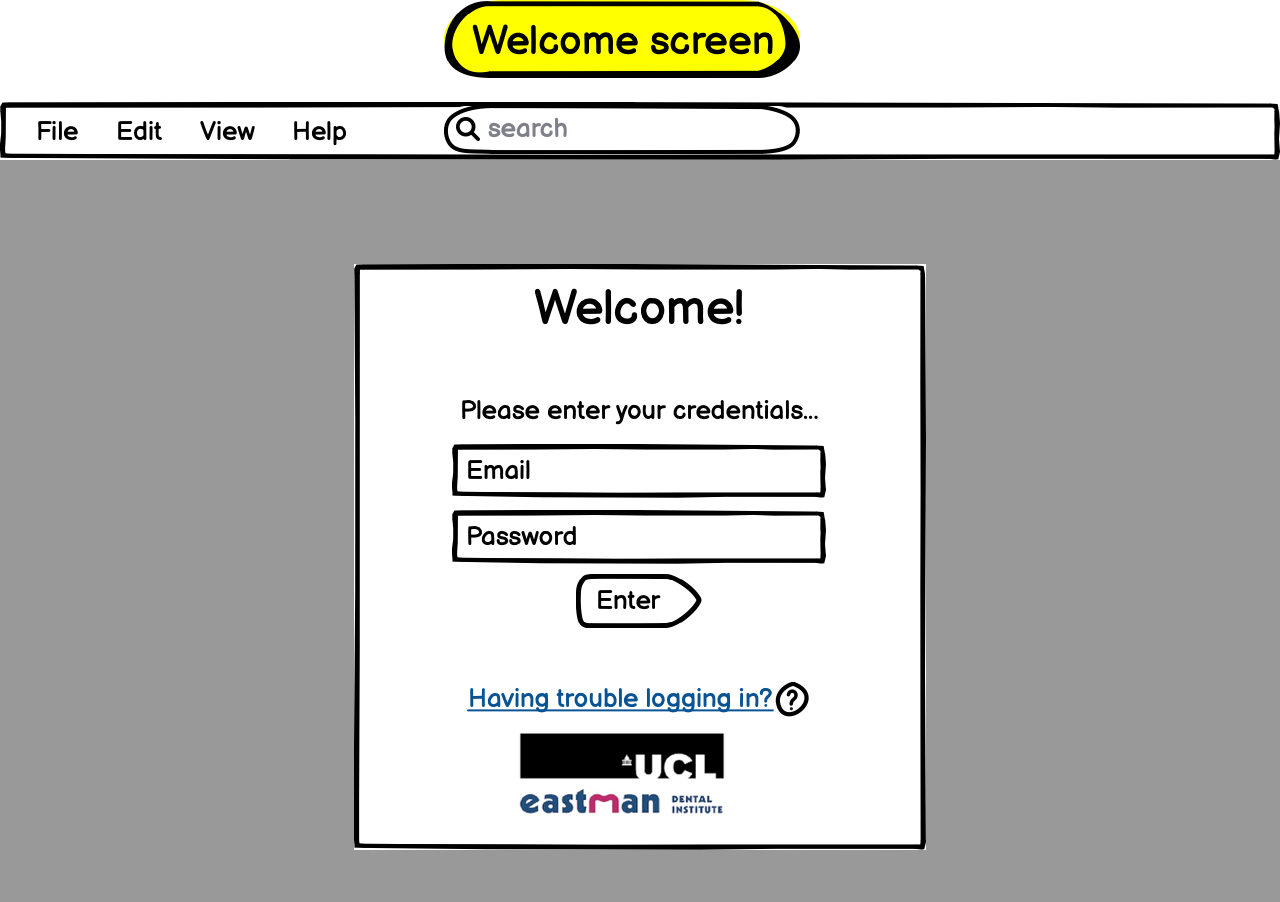 Welcome screen
File Edit View Help search
Welcome!
Please enter your credentials...
Email
Password
Enter
Having trouble logging in? ?
UCL
eastman DENTAL
INSTITUTE